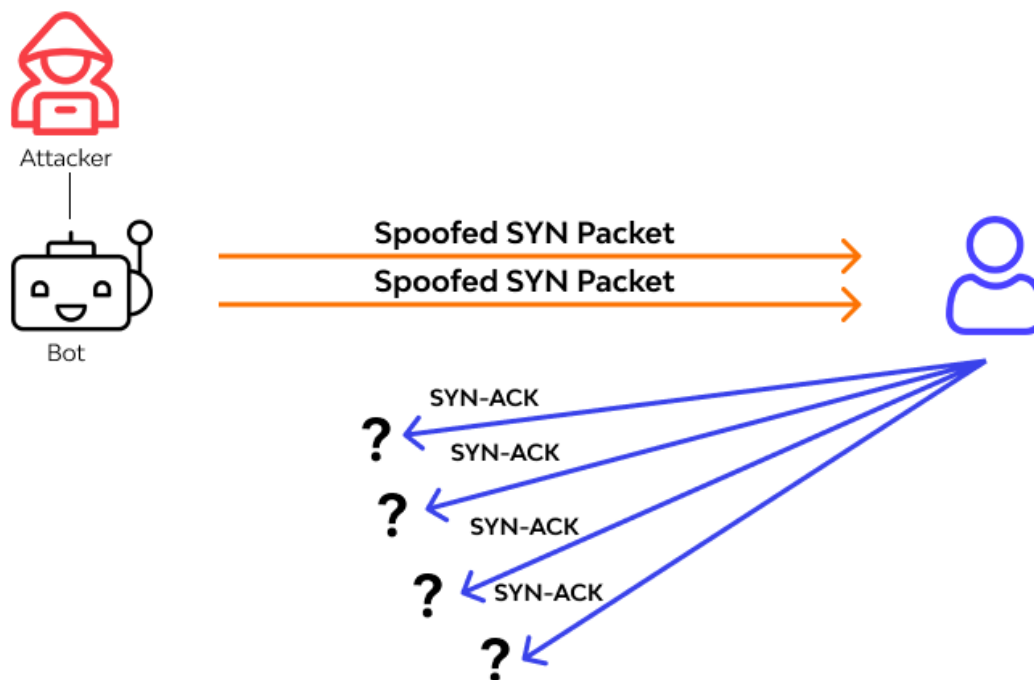 Attacker
Spoofed SYN Packet
Spoofed SYN Packet
Bot
SYN-ACK
?
SYN-ACK
?
SYN-ACK
?
SYN-ACK
?